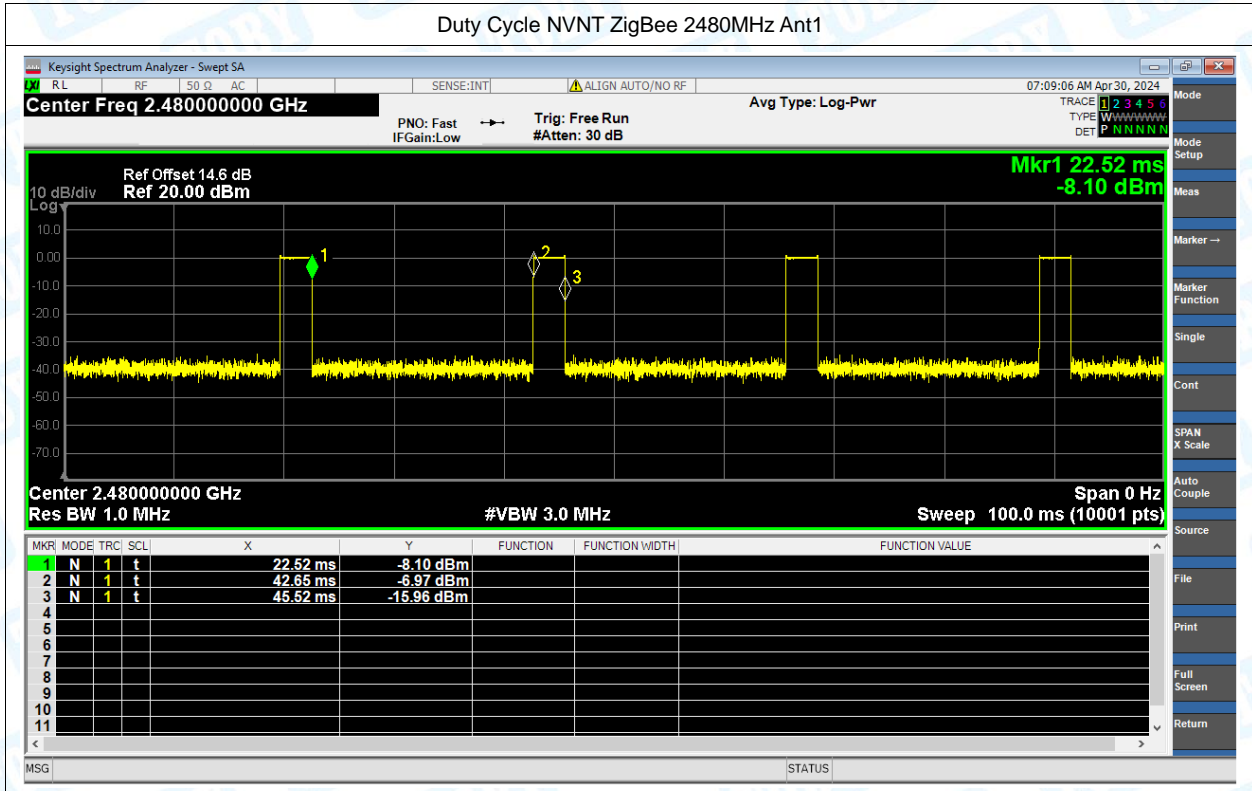 Duty Cycle NVNT ZigBee 2480MHz Ant1
Keysight Spectrum Analyzer - Swept SA
LXI RL RF 50 Ω AC SENSE:INT ALIGN AUTO/NO RF 07:09:06 AM Apr 30, 2024
Center Freq 2.480000000 GHz
PNO: Fast
IFGain:Low
Trig: Free Run
#Atten: 30 dB
Avg Type: Log-Pwr
TRACE 1 2 3 4 5 6
TYPE W W W W W W
DET P N N N N N
Mkr1 22.52 ms
-8.10 dBm
Ref Offset 14.6 dB
10 dB/div Ref 20.00 dBm
Log
10.0
0.00
-10.0
-20.0
-30.0
-40.0
-50.0
-60.0
-70.0
1
2
3
Center 2.480000000 GHz Span 0 Hz
Res BW 1.0 MHz #VBW 3.0 MHz Sweep 100.0 ms (10001 pts)
MKR MODE TRC SCL X Y FUNCTION FUNCTION WIDTH FUNCTION VALUE
1 N 1 t 22.52 ms -8.10 dBm
2 N 1 t 42.65 ms -6.97 dBm
3 N 1 t 45.52 ms -15.96 dBm
4
5
6
7
8
9
10
11
MSG STATUS
Mode
Mode
Setup
Meas
Marker →
Marker
Function
Single
Cont
SPAN
X Scale
Auto
Couple
Source
File
Print
Full
Screen
Return